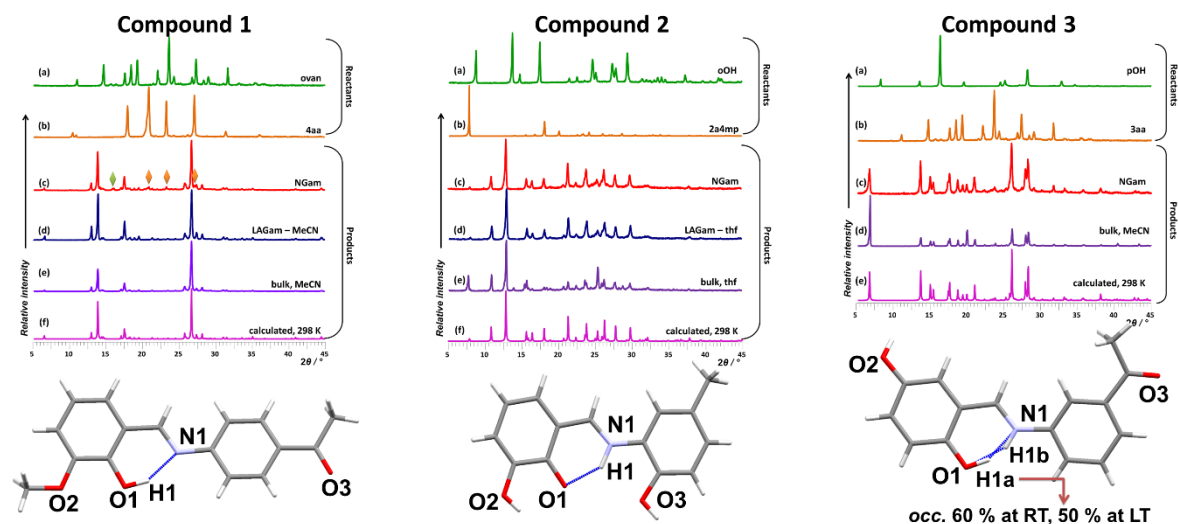 Compound 1
(a)
ovan
(b)
4aa
Reactants
(c)
NGam
(d)
LAGam – MeCN
(e)
bulk, MeCN
(f)
calculated, 298 K
Products
Relative intensity
5 10 15 20 25 30 35 40 45
2θ / °
N1
O2
O1
H1
O3
Compound 2
(a)
oOH
(b)
2a4mp
Reactants
(c)
NGam
(d)
LAGam – thf
(e)
bulk, thf
(f)
calculated, 298 K
Products
Relative intensity
5 10 15 20 25 30 35 40 45
2θ / °
N1
H1
O2
O1
O3
Compound 3
(a)
pOH
(b)
3aa
Reactants
(c)
NGam
(d)
bulk, MeCN
(e)
calculated, 298 K
Products
Relative intensity
5 10 15 20 25 30 35 40 45
2θ / °
O2
N1
O3
H1b
O1
H1a
occ. 60 % at RT, 50 % at LT